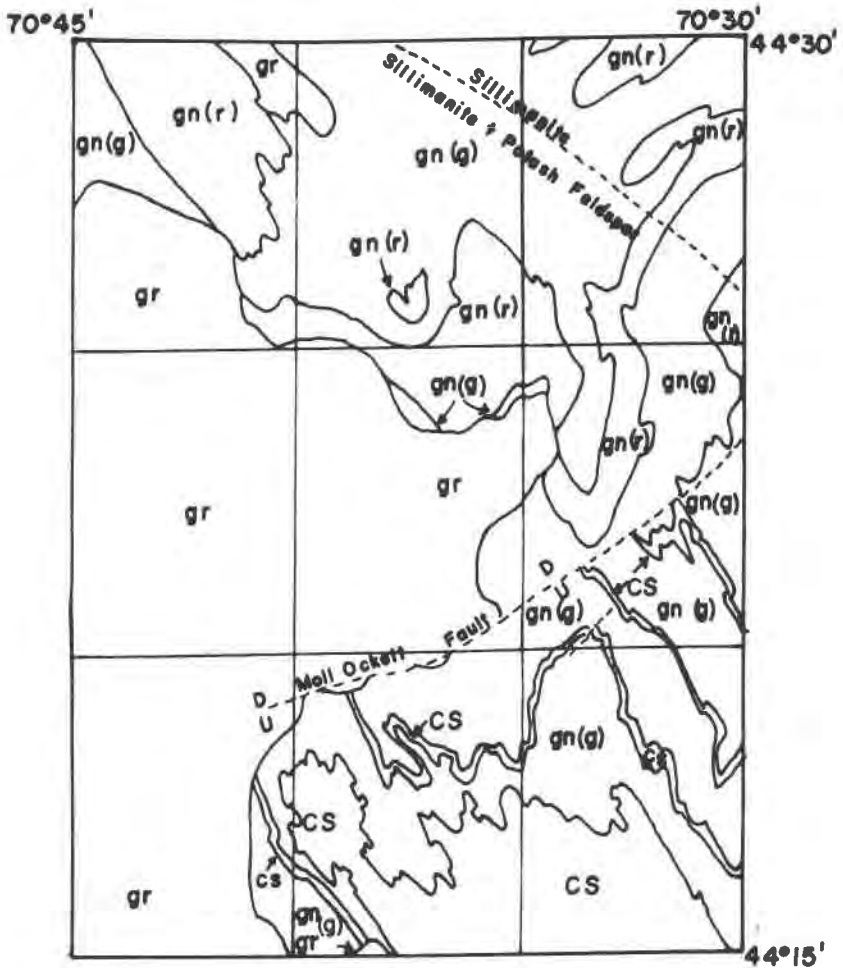 70°45'
70°30'
44°30'
gr
gn(r)
gn(r)
Sillimanite
Sillimanite + Potash Feldspar
gn(r)
gn(g)
gn(g)
gn(r)
gr
gn(r)
gn(r)
gn(g)
gn(g)
gn(r)
gr
gr
gn(g)
CS
D
gn(g)
gn(g)
Moll Ockett Fault
D
U
CS
gn(g)
CS
CS
CS
CS
gr
gn(g)
gr
44°15'